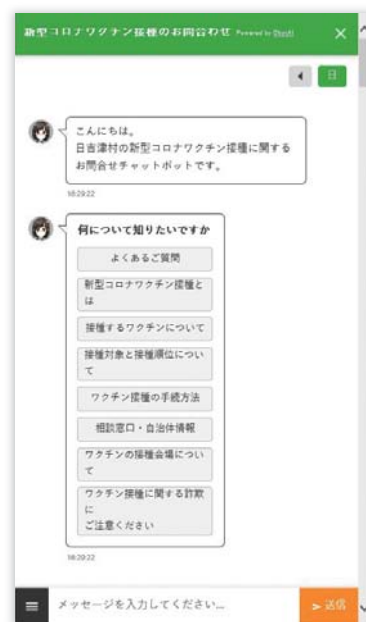 新型コロナワクチン接種のお問合わせ Powered by
日
こんにちは。
日吉津村の新型コロナワクチン接種に関する
お問合せチャットボットです。
16:29:22
何について知りたいですか
よくあるご質問
新型コロナワクチン接種と
は
接種するワクチンについて
接種対象と接種順位につい
て
ワクチン接種の手続方法
相談窓口・自治体情報
ワクチンの接種会場につい
て
ワクチン接種に関する詐欺
に
ご注意ください
16:29:22
メッセージを入力してください...
送信